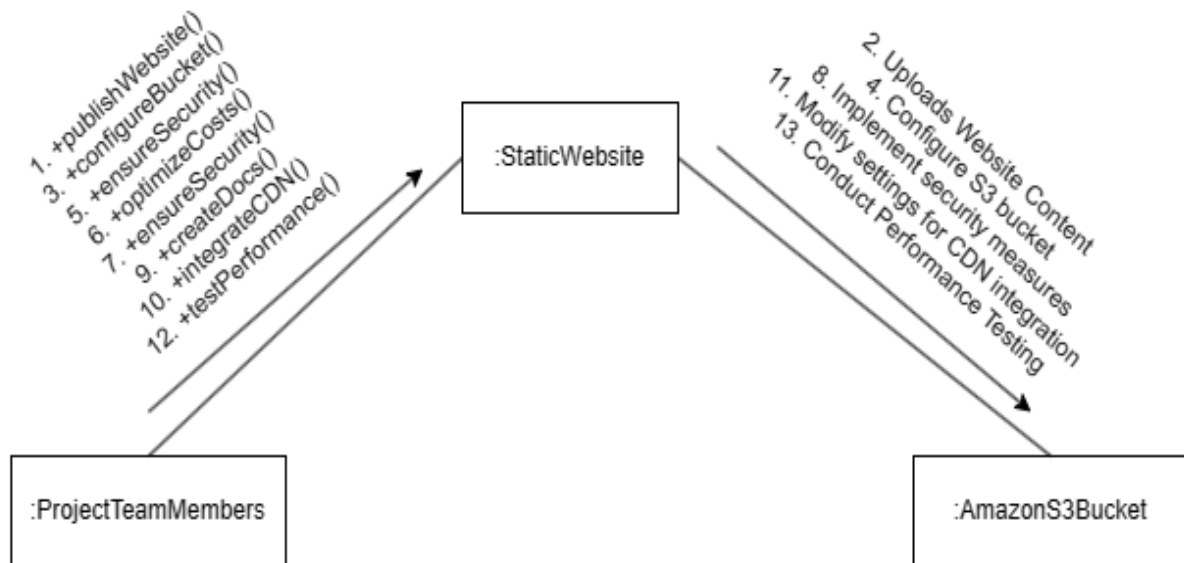 1. +publishWebsite()
3. +configureBucket()
5. +ensureSecurity()
6. +optimizeCosts()
7. +ensureSecurity()
9. +createDocs()
10. +integrateCDN()
12. +testPerformance()
:StaticWebsite
2. Uploads Website Content
4. Configure S3 bucket
8. Implement security measures
11. Modify settings for CDN integration
13. Conduct Performance Testing
:ProjectTeamMembers
:AmazonS3Bucket